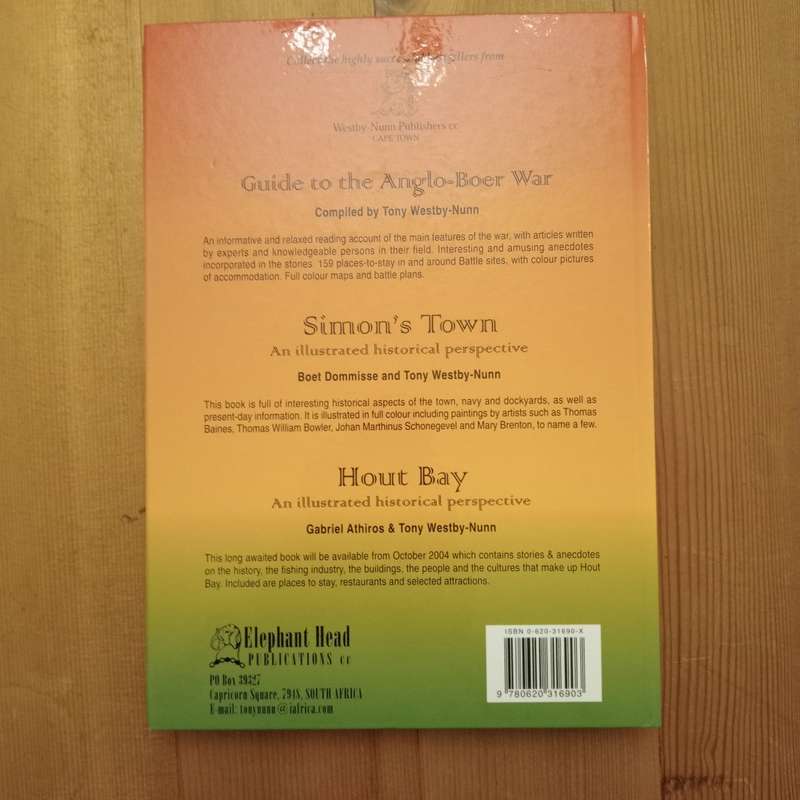 Collect the highly successful bestsellers from
Westby-Nunn Publishers cc
CAPE TOWN
Guide to the Anglo-Boer War
Compiled by Tony Westby-Nunn
An informative and relaxed reading account of the main features of the war, with articles written
by experts and knowledgeable persons in their field. Interesting and amusing anecdotes
incorporated in the stories. 159 places-to-stay in and around Battle sites, with colour pictures
of accommodation. Full colour maps and battle plans.
Simon's Town
An illustrated historical perspective
Boet Dommisse and Tony Westby-Nunn
This book is full of interesting historical aspects of the town, navy and dockyards, as well as
present-day information. It is illustrated in full colour including paintings by artists such as Thomas
Baines, Thomas William Bowler, Johan Marthinus Schonegevel and Mary Brenton, to name a few.
Hout Bay
An illustrated historical perspective
Gabriel Athiros & Tony Westby-Nunn
This long awaited book will be available from October 2004 which contains stories & anecdotes
on the history, the fishing industry, the buildings, the people and the cultures that make up Hout
Bay. Included are places to stay, restaurants and selected attractions.
Elephant Head
PUBLICATIONS cc
PO Box 39327
Capricorn Square, 7948, SOUTH AFRICA
E-mail: tonynunn@iafrica.com
ISBN 0-620-31690-X
9 780620 316903